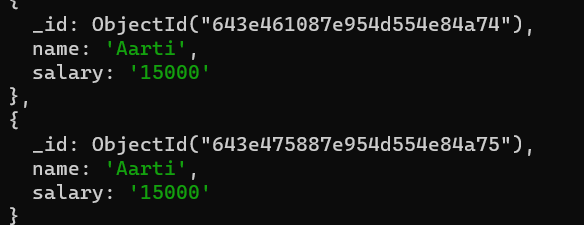 {
_id: ObjectId("643e461087e954d554e84a74"),
name: 'Aarti',
salary: '15000'
},
{
_id: ObjectId("643e475887e954d554e84a75"),
name: 'Aarti',
salary: '15000'
}